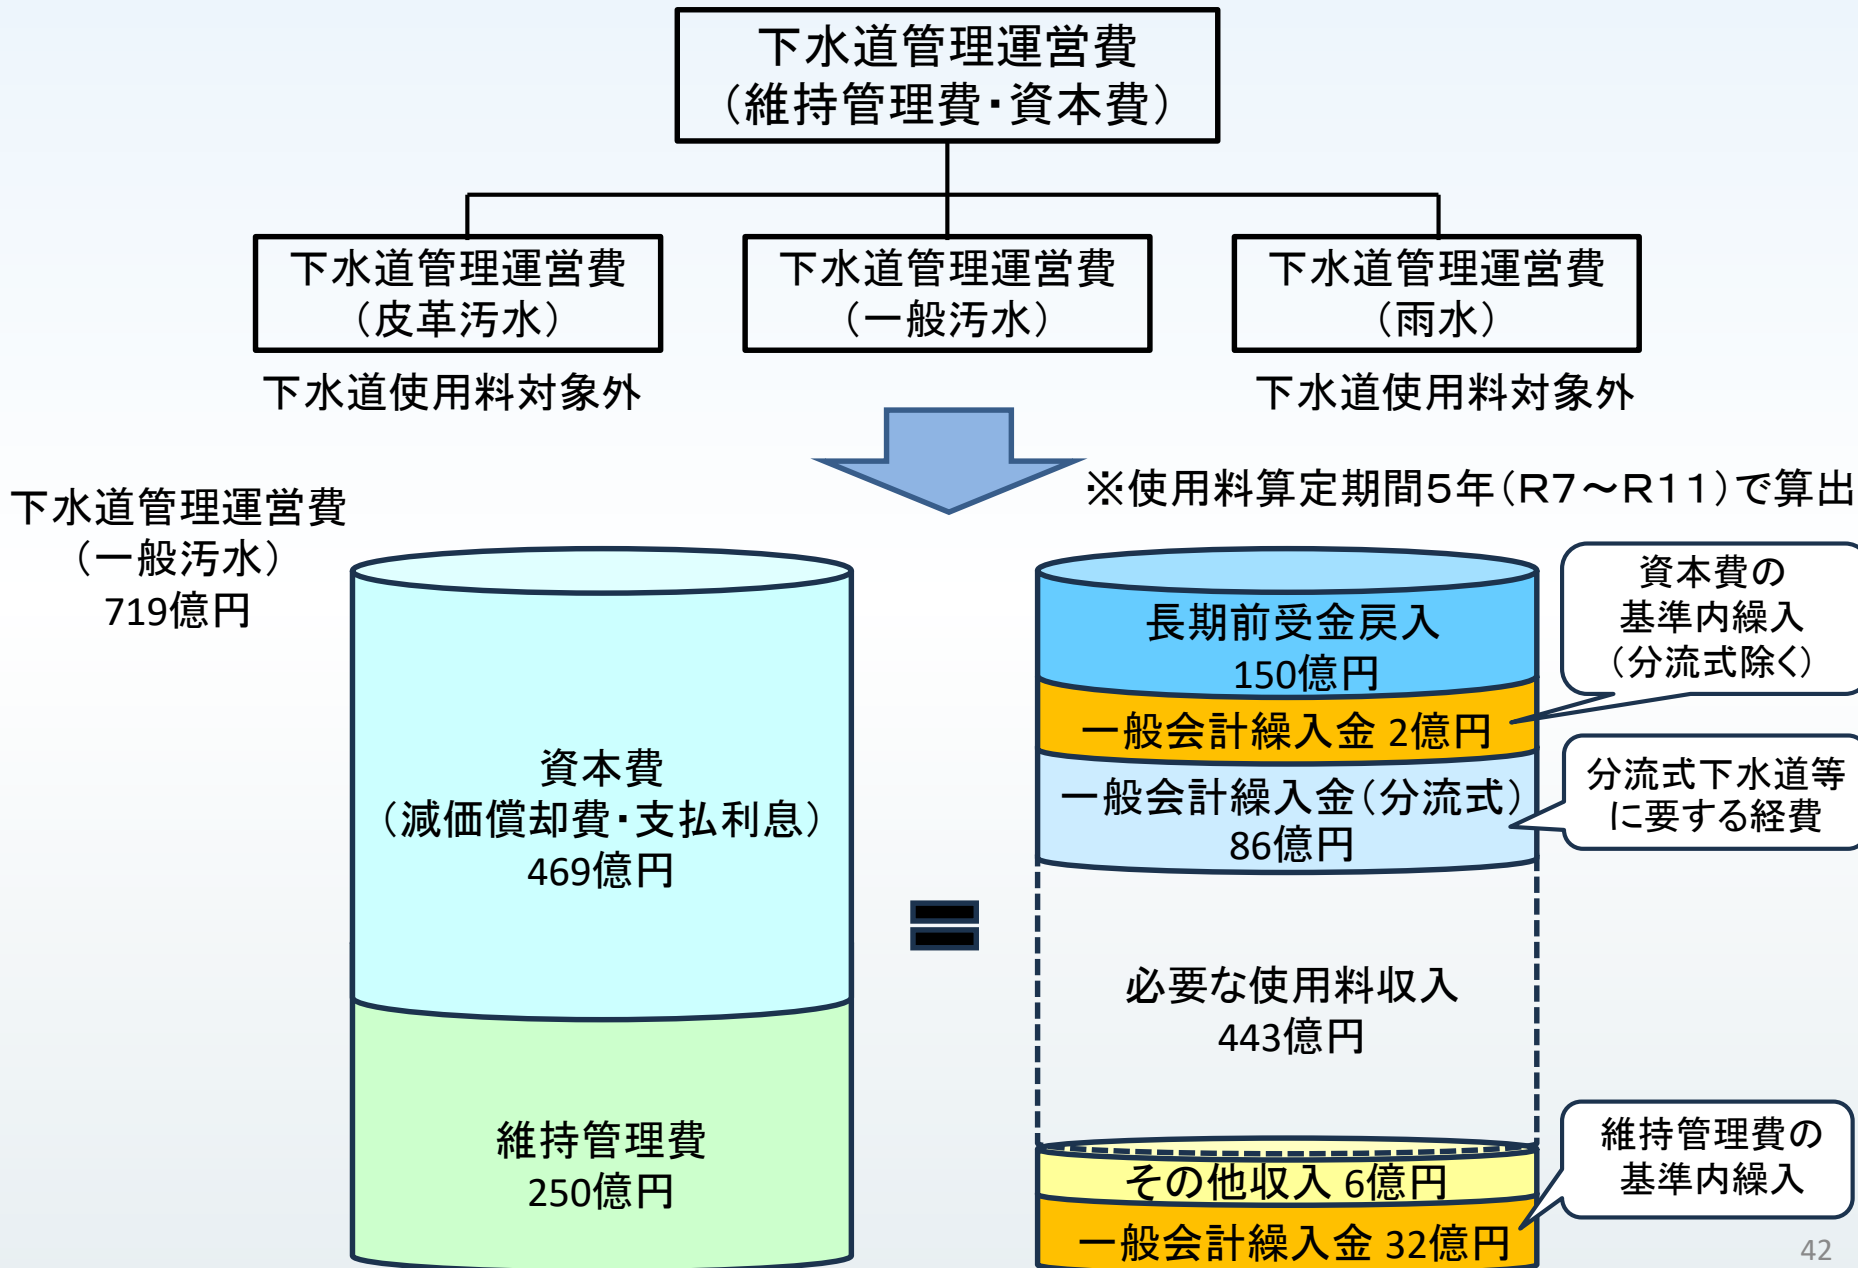 下水道管理運営費
（維持管理費・資本費）
下水道管理運営費
（皮革汚水）
下水道管理運営費
（一般汚水）
下水道管理運営費
（雨水）
下水道使用料対象外
下水道使用料対象外
※使用料算定期間5年（R7～R11）で算出
下水道管理運営費
（一般汚水）
719億円
資本費
（減価償却費・支払利息）
469億円
維持管理費
250億円
長期前受金戻入
150億円
一般会計繰入金 2億円
一般会計繰入金（分流式）
86億円
必要な使用料収入
443億円
その他収入 6億円
一般会計繰入金 32億円
資本費の
基準内繰入
（分流式除く）
分流式下水道等
に要する経費
維持管理費の
基準内繰入
42